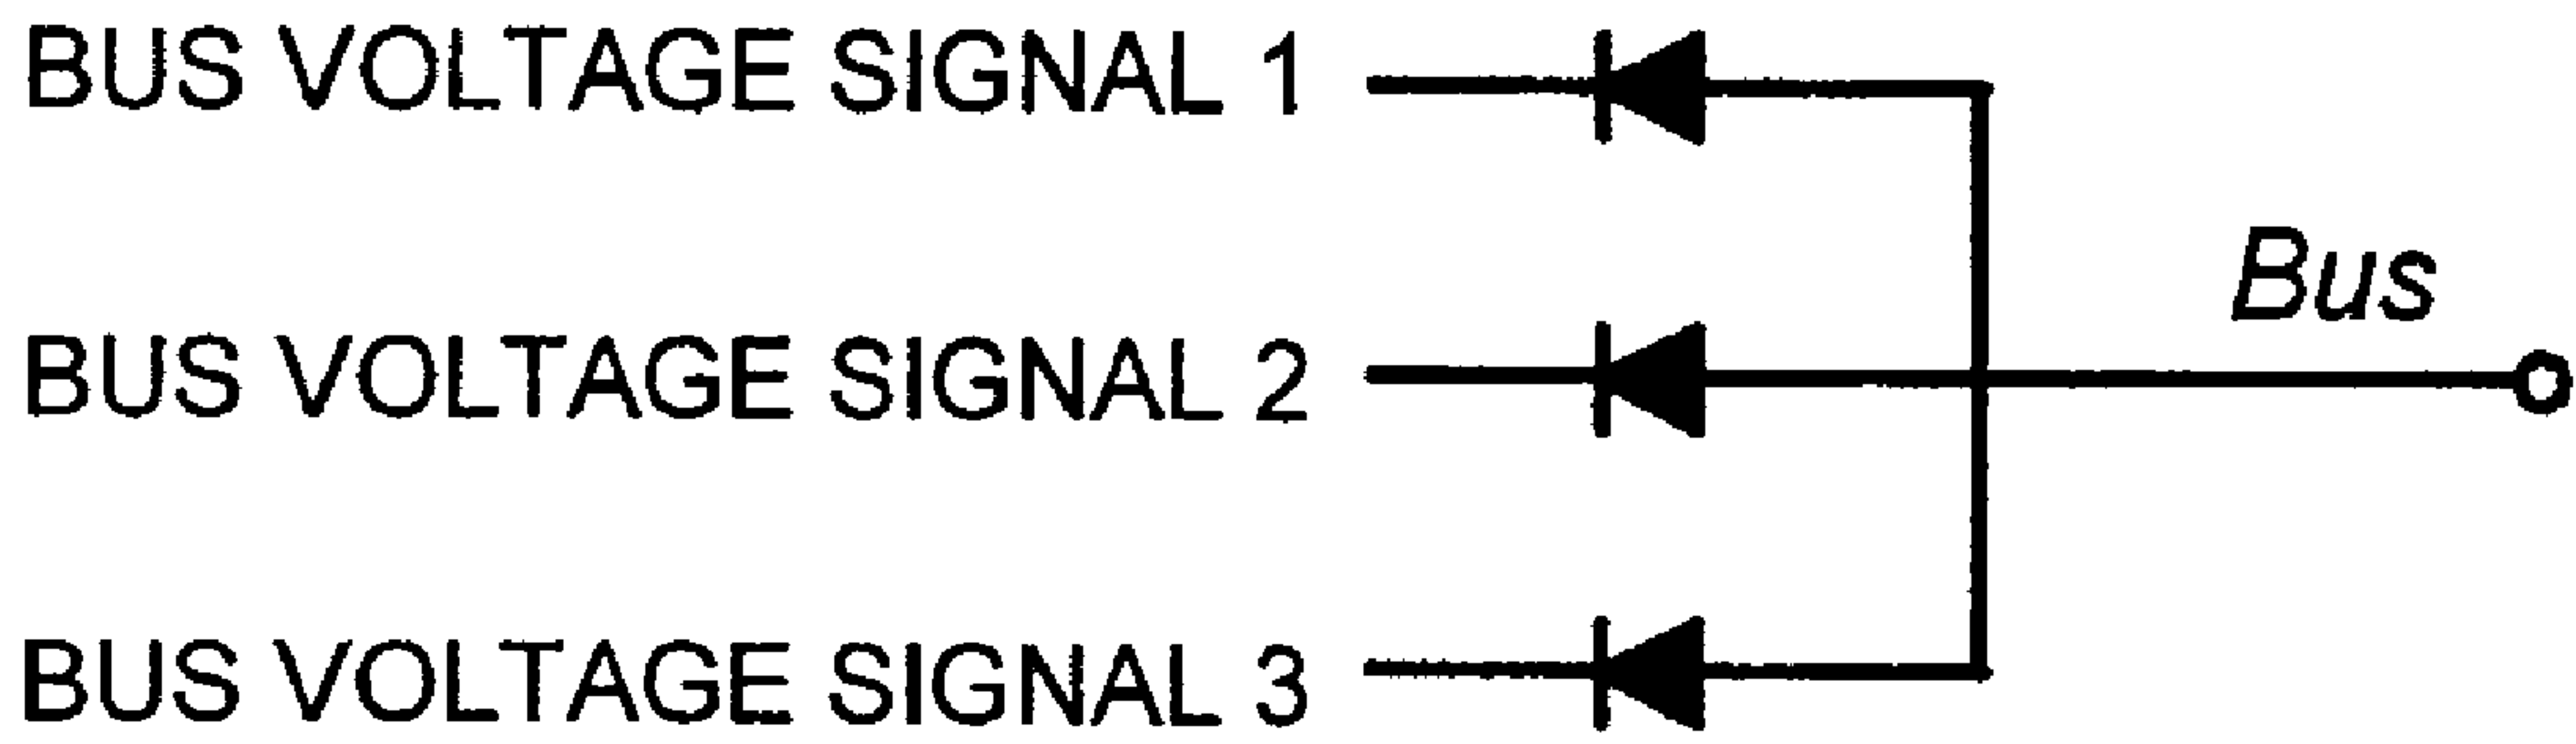 BUS VOLTAGE SIGNAL 1
Bus
BUS VOLTAGE SIGNAL 2
BUS VOLTAGE SIGNAL 3